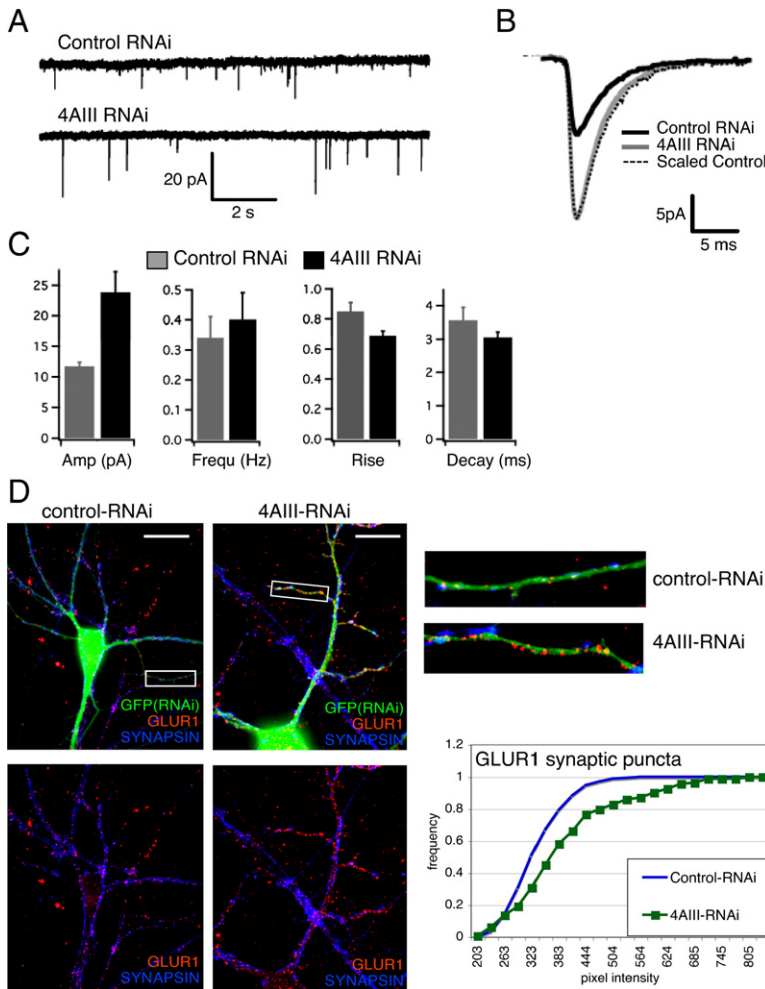 A
Control RNAi
4AIII RNAi
20 pA
2 s
B
Control RNAi
4AIII RNAi
Scaled Control
5pA
5 ms
C
Control RNAi
4AIII RNAi
25
20
15
10
5
0
Amp (pA)
0.5
0.4
0.3
0.2
0.1
0.0
Frequ (Hz)
1.0
0.8
0.6
0.4
0.2
0.0
Rise
4
3
2
1
0
Decay (ms)
D
control-RNAi
4AIII-RNAi
GFP(RNAi)
GLUR1
SYNAPSIN
GFP(RNAi)
GLUR1
SYNAPSIN
control-RNAi
4AIII-RNAi
GLUR1
SYNAPSIN
GLUR1
SYNAPSIN
GLUR1 synaptic puncta
frequency
1.2
1
0.8
0.6
0.4
0.2
0
Control-RNAi
4AIII-RNAi
203
263
323
383
444
504
564
624
685
745
805
pixel intensity